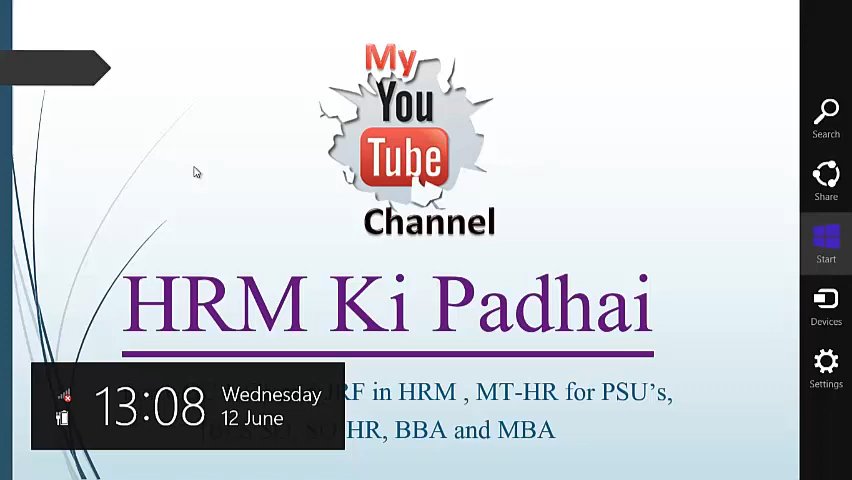 My
You
Tube
Channel
HRM Ki Padhai
JRF in HRM , MT-HR for PSU's,
HR, BBA and MBA
13:08
Wednesday
12 June
Search
Share
Start
Devices
Settings